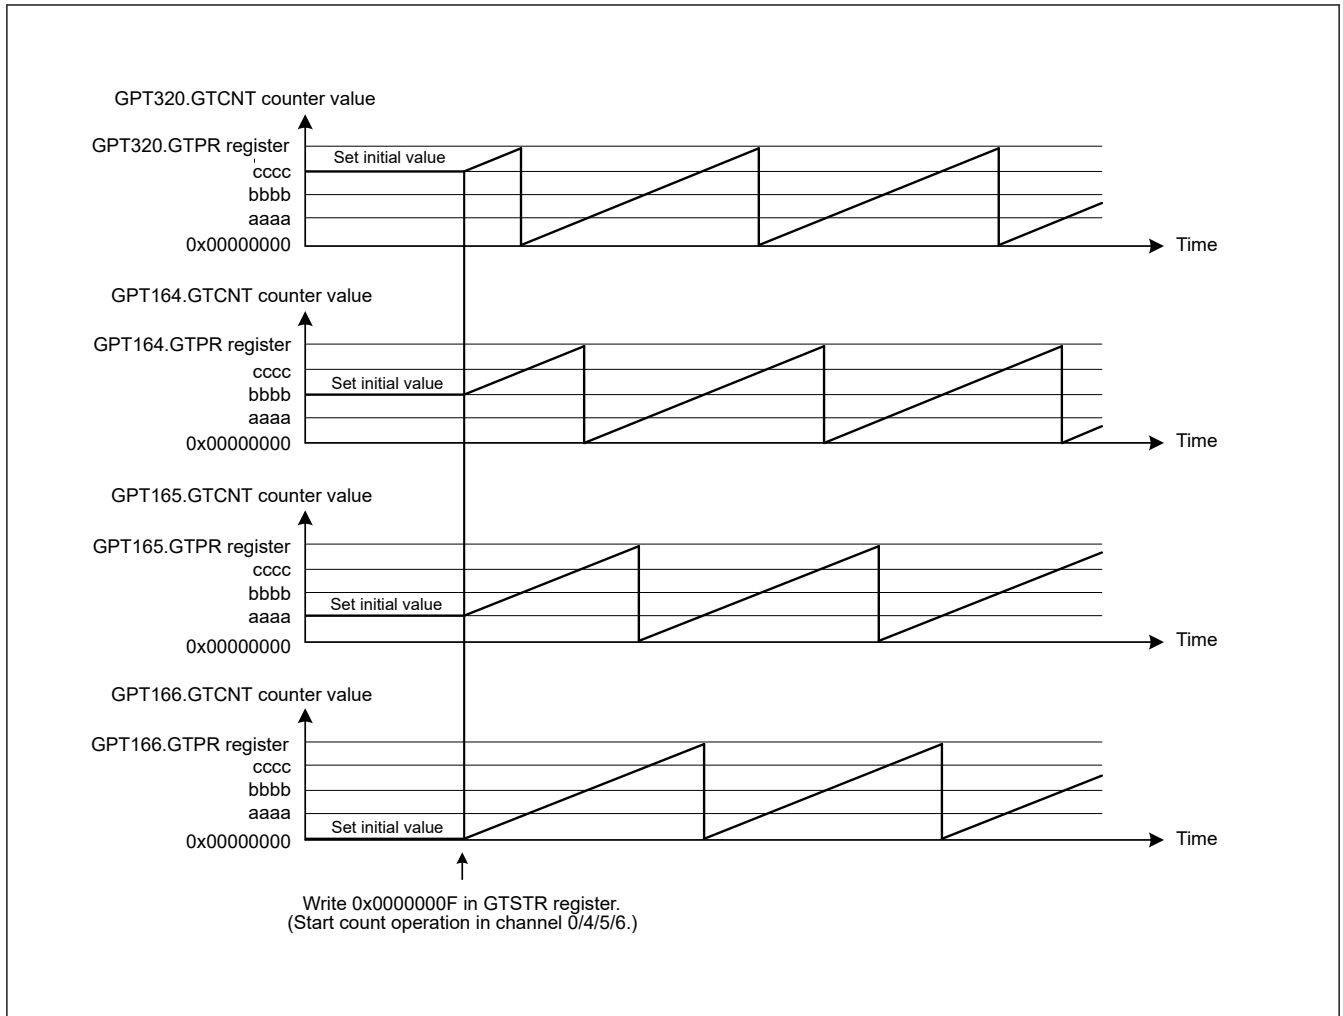 GPT320.GTCNT counter value
GPT320.GTPR register
Set initial value
cccc
bbbb
aaaa
0x00000000
Time
GPT164.GTCNT counter value
GPT164.GTPR register
cccc
Set initial value
bbbb
aaaa
0x00000000
Time
GPT165.GTCNT counter value
GPT165.GTPR register
cccc
bbbb
Set initial value
aaaa
0x00000000
Time
GPT166.GTCNT counter value
GPT166.GTPR register
cccc
bbbb
aaaa
Set initial value
0x00000000
Time
Write 0x0000000F in GTSTR register.
(Start count operation in channel 0/4/5/6.)